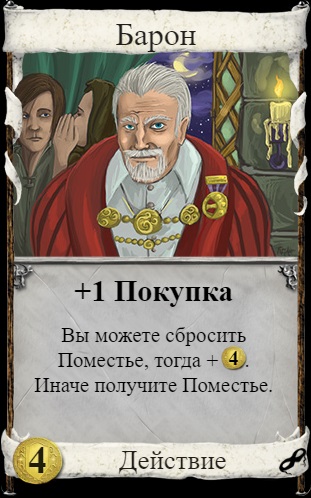 Барон
+1 Покупка
Вы можете сбросить
Поместье, тогда + 4.
Иначе получите Поместье.
4 Действие